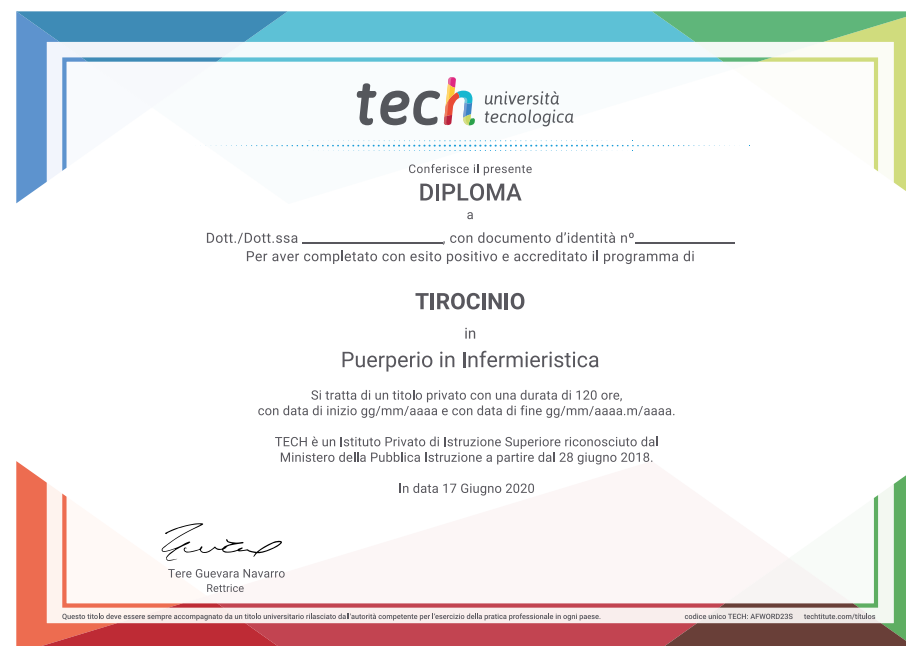 tech università
tecnologica
Conferisce il presente
DIPLOMA
a
Dott./Dott.ssa ____________________, con documento d'identità nº______________
Per aver completato con esito positivo e accreditato il programma di
TIROCINIO
in
Puerperio in Infermieristica
Si tratta di un titolo privato con una durata di 120 ore,
con data di inizio gg/mm/aaaa e con data di fine gg/mm/aaaa.m/aaaa.
TECH è un Istituto Privato di Istruzione Superiore riconosciuto dal
Ministero della Pubblica Istruzione a partire dal 28 giugno 2018.
In data 17 Giugno 2020
Tere Guevara Navarro
Rettrice
Questo titolo deve essere sempre accompagnato da un titolo universitario rilasciato dall'autorità competente per l'esercizio della pratica professionale in ogni paese. codice unico TECH: AFWORD23S techtitute.com/titulos